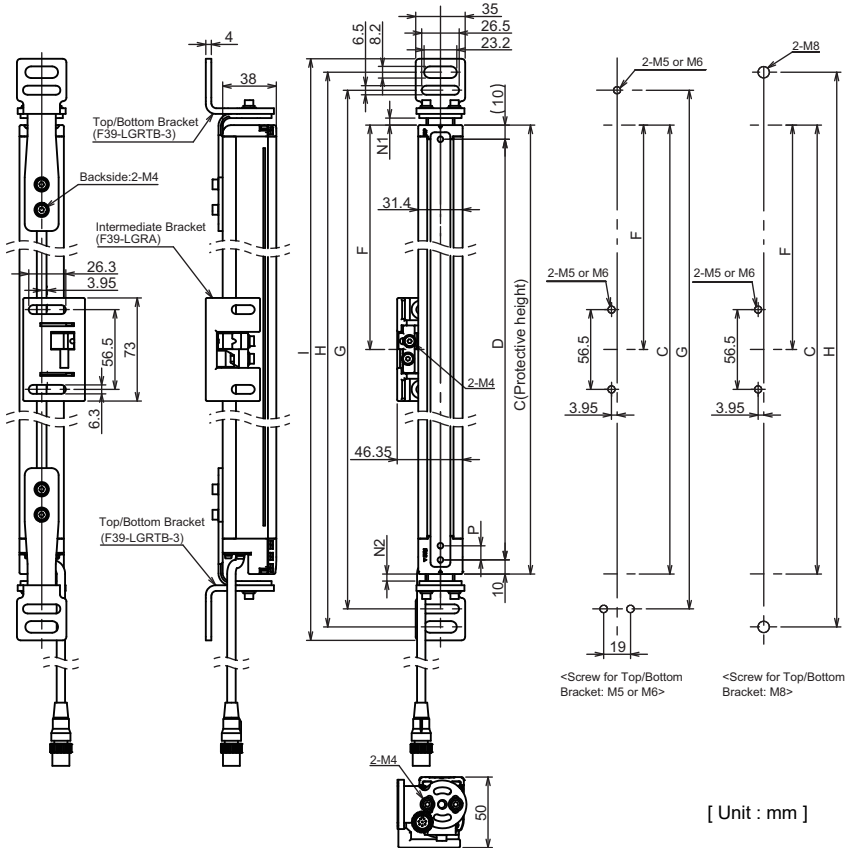 35
26.5
23.2
6.5
8.2
4
38
(10)
2-M5 or M6
2-M8
Top/Bottom Bracket
(F39-LGRTB-3)
N1
Backside:2-M4
31.4
Intermediate Bracket
(F39-LGRA)
F
F
F
26.3
3.95
2-M5 or M6
2-M5 or M6
56.5
73
I
H
G
C(Protective height)
D
56.5
C
G
56.5
C
H
2-M4
6.3
3.95
3.95
46.35
Top/Bottom Bracket
(F39-LGRTB-3)
N2
P
10
19
<Screw for Top/Bottom
Bracket: M5 or M6>
<Screw for Top/Bottom
Bracket: M8>
2-M4
50
[ Unit : mm ]